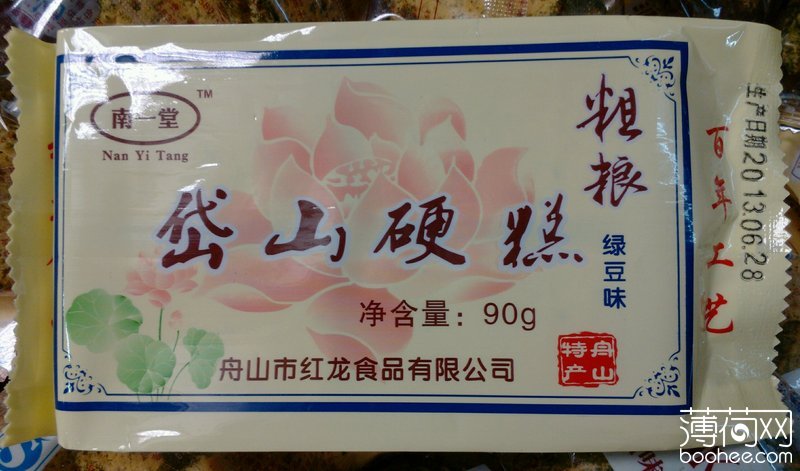 南一堂
TM
Nan Yi Tang
岱山硬糕
粗粮
绿豆味
净含量：90g
舟山市红龙食品有限公司
舟山
特产
百年工艺
生产日期2013.06.28
薄荷网
boohee.com